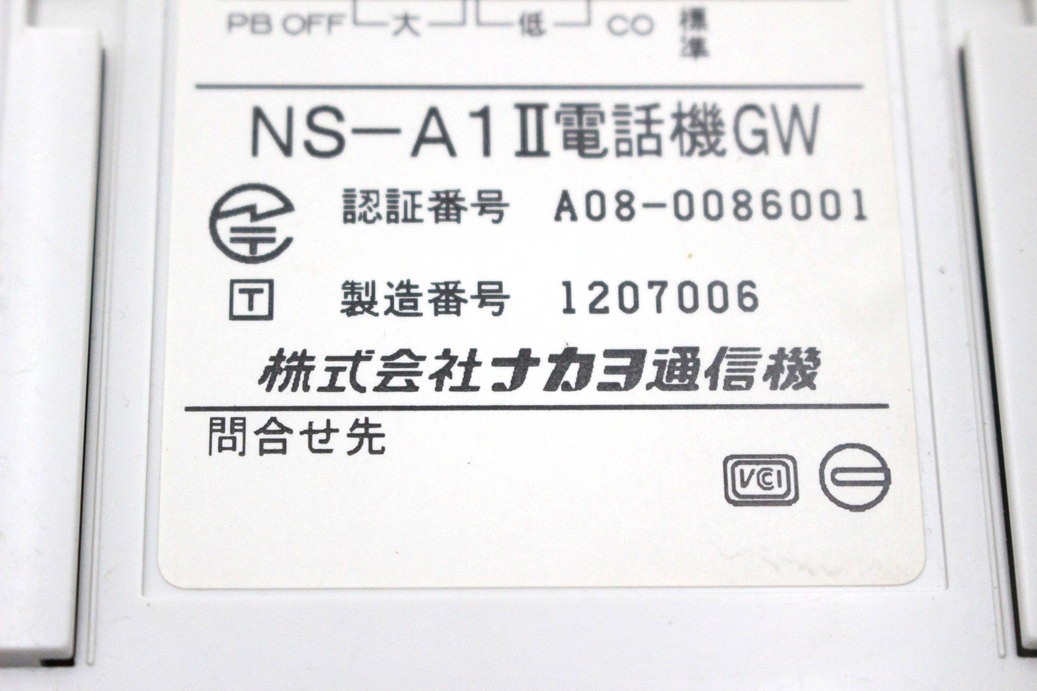 PB OFF 大 低 CO 標準
NS-A1Ⅱ電話機GW
認証番号 A08-0086001
T 製造番号 1207006
株式会社ナカヨ通信機
問合せ先
VCCI